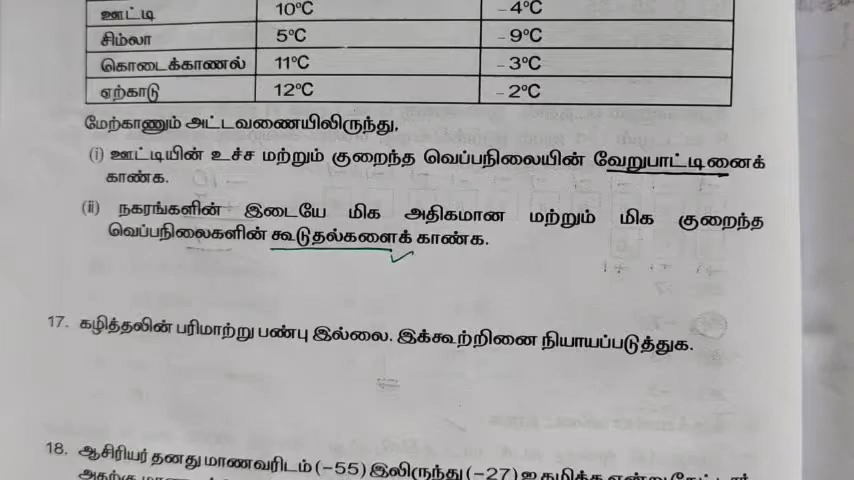 ஊட்டி 10°C –4°C
சிம்லா 5°C –9°C
கொடைக்காணல் 11°C –3°C
ஏற்காடு 12°C –2°C
மேற்காணும் அட்டவணையிலிருந்து,
(i) ஊட்டியின் உச்ச மற்றும் குறைந்த வெப்பநிலையின் வேறுபாட்டினைக்
காண்க.
(ii) நகரங்களின் இடையே மிக அதிகமான மற்றும் மிக குறைந்த
வெப்பநிலைகளின் கூடுதல்களைக் காண்க.
17. கழித்தலின் பரிமாற்று பண்பு இல்லை. இக்கூற்றினை நியாயப்படுத்துக.
18. ஆசிரியர் தனது மாணவரிடம் (–55) இலிருந்து (–27) ஐ கழிக்க என்று கேட்டார்.